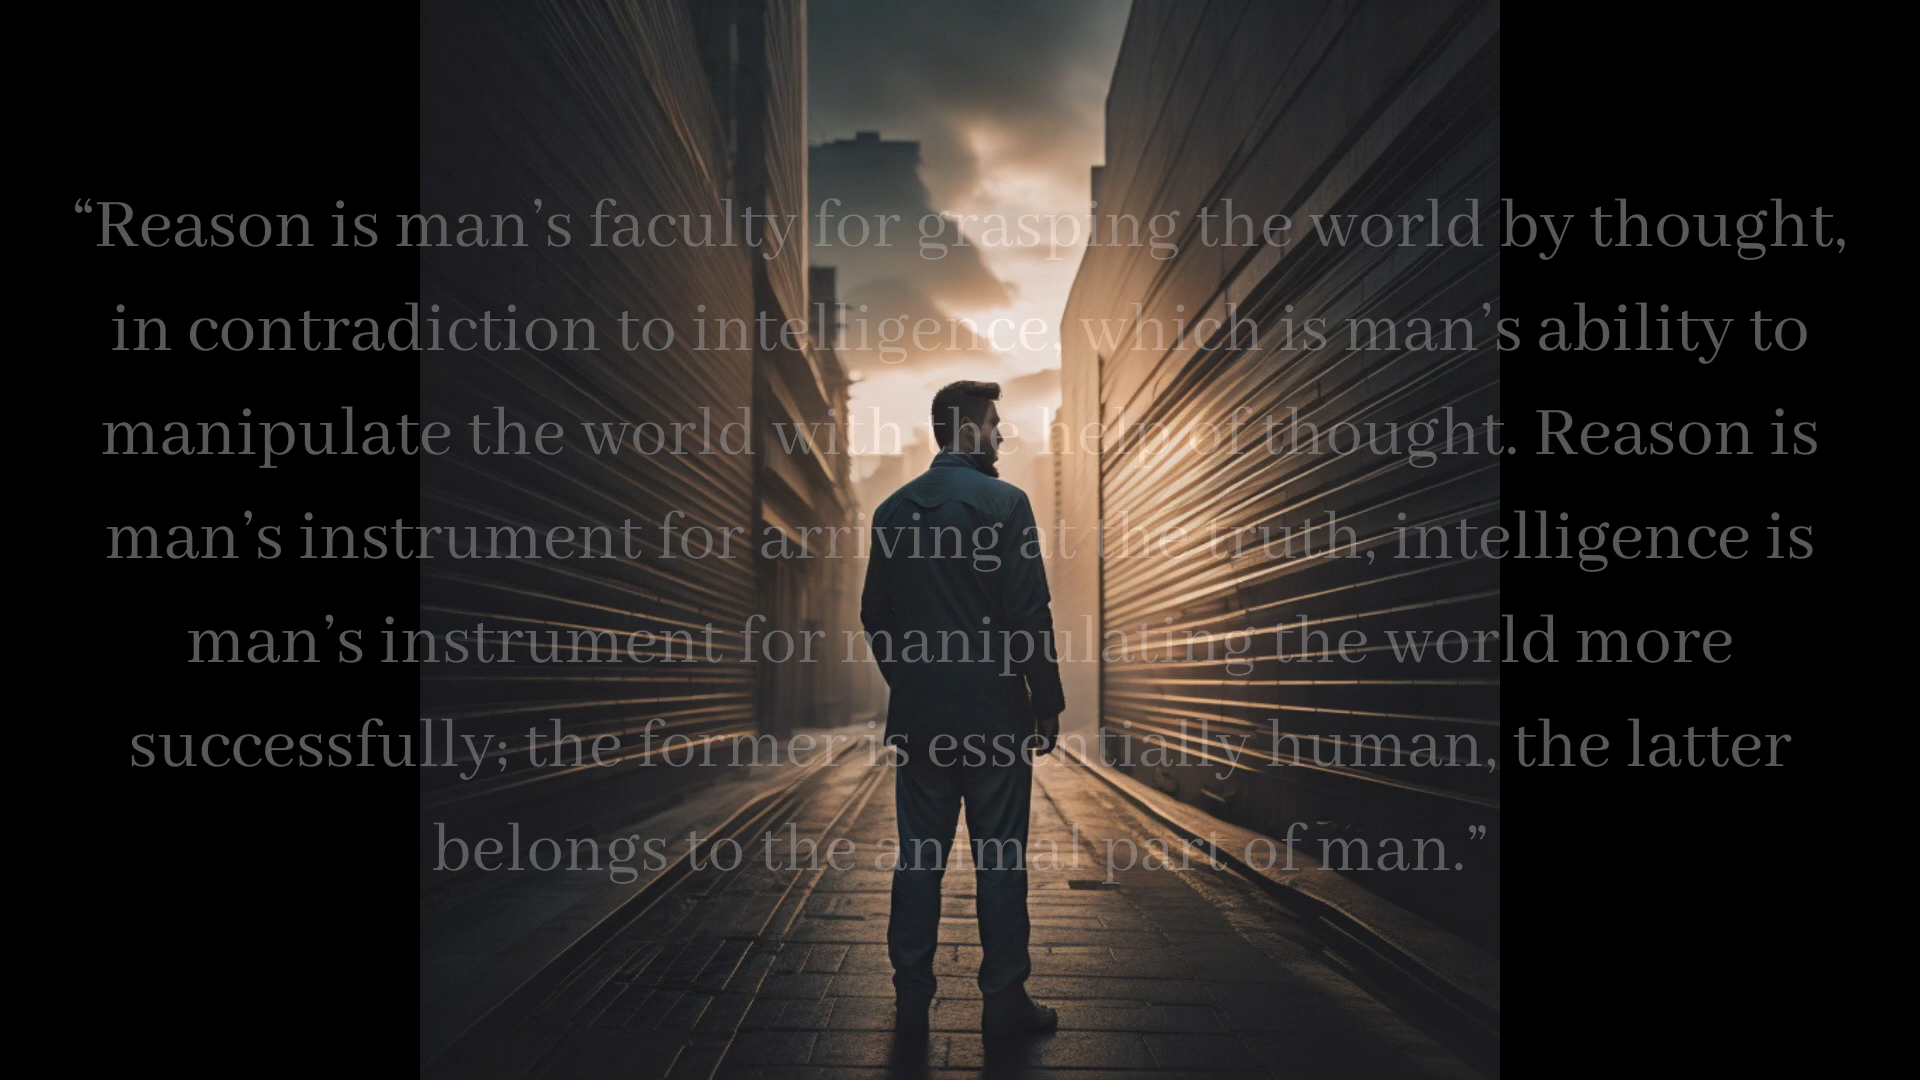 “Reason is man’s faculty for grasping the world by thought,
in contradiction to intelligence, which is man’s ability to
manipulate the world with the help of thought. Reason is
man’s instrument for arriving at the truth, intelligence is
man’s instrument for manipulating the world more
successfully; the former is essentially human, the latter
belongs to the animal part of man.”